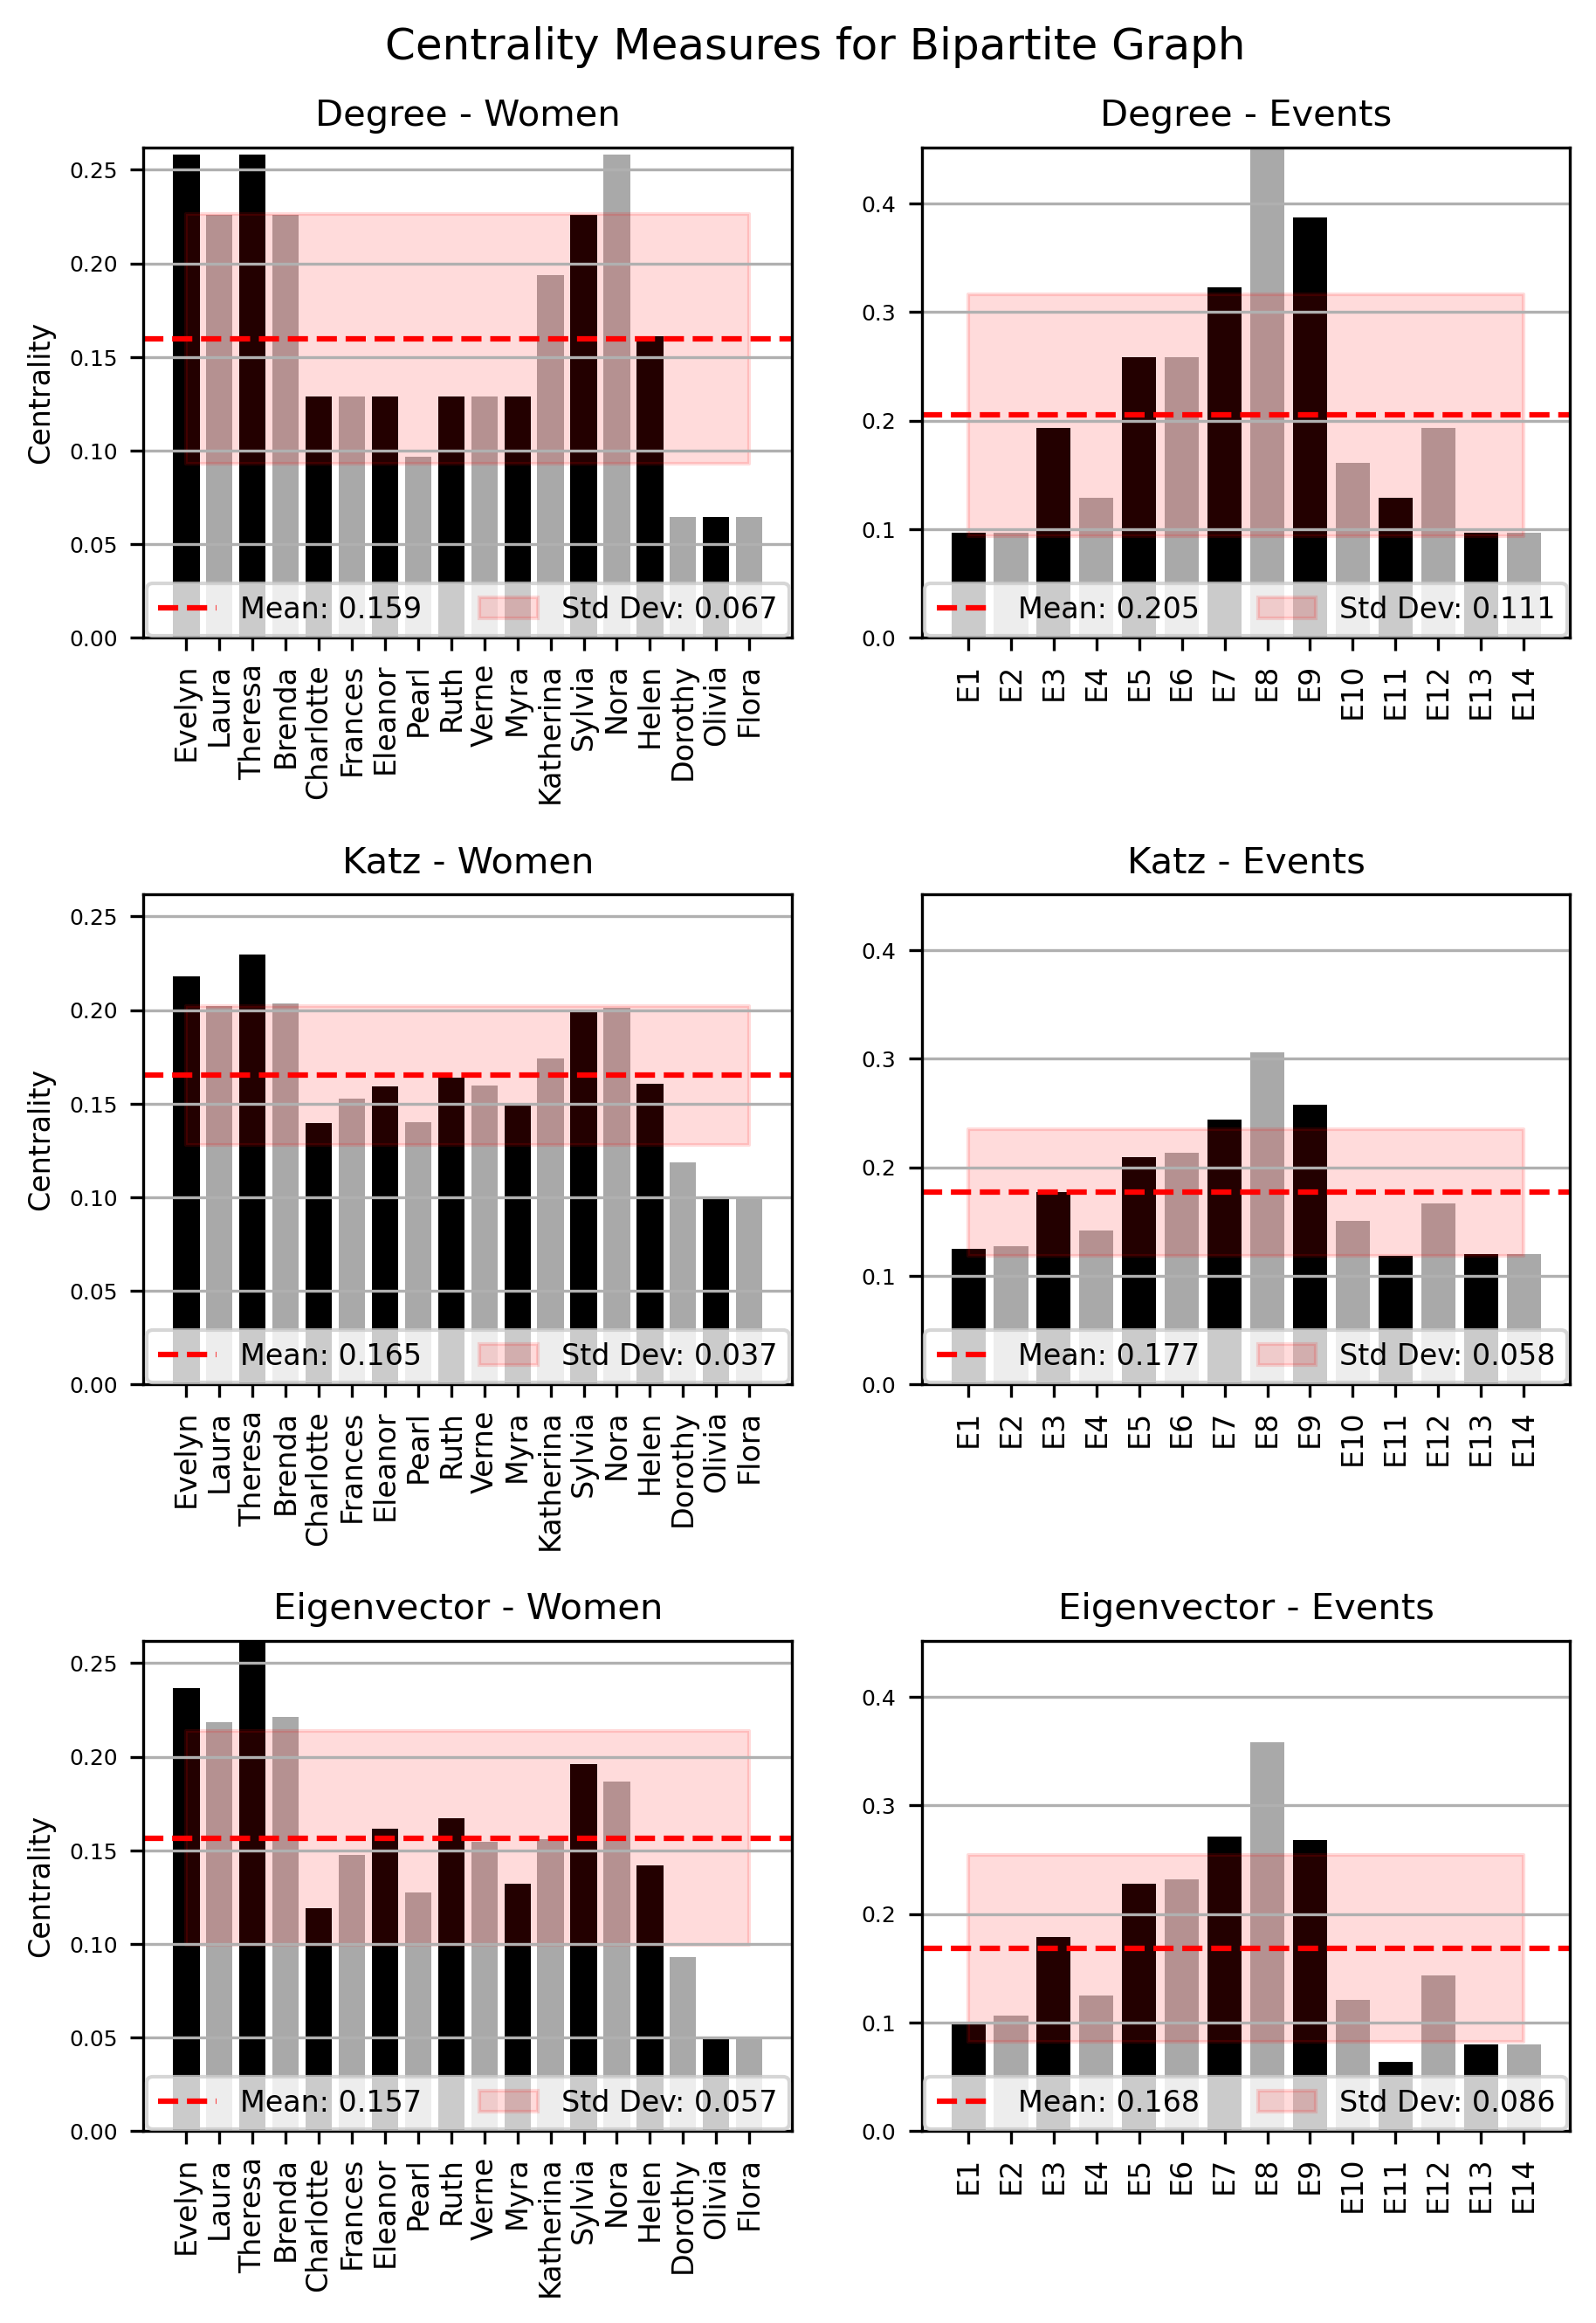 Centrality Measures for Bipartite Graph
Degree - Women
Centrality
0.25
0.20
0.15
0.10
0.05
0.00
Mean: 0.159
Std Dev: 0.067
Evelyn
Laura
Theresa
Brenda
Charlotte
Frances
Eleanor
Pearl
Ruth
Verne
Myra
Katherina
Sylvia
Nora
Helen
Dorothy
Olivia
Flora
Degree - Events
0.4
0.3
0.2
0.1
0.0
Mean: 0.205
Std Dev: 0.111
E1
E2
E3
E4
E5
E6
E7
E8
E9
E10
E11
E12
E13
E14
Katz - Women
Centrality
0.25
0.20
0.15
0.10
0.05
0.00
Mean: 0.165
Std Dev: 0.037
Evelyn
Laura
Theresa
Brenda
Charlotte
Frances
Eleanor
Pearl
Ruth
Verne
Myra
Katherina
Sylvia
Nora
Helen
Dorothy
Olivia
Flora
Katz - Events
0.4
0.3
0.2
0.1
0.0
Mean: 0.177
Std Dev: 0.058
E1
E2
E3
E4
E5
E6
E7
E8
E9
E10
E11
E12
E13
E14
Eigenvector - Women
Centrality
0.25
0.20
0.15
0.10
0.05
0.00
Mean: 0.157
Std Dev: 0.057
Evelyn
Laura
Theresa
Brenda
Charlotte
Frances
Eleanor
Pearl
Ruth
Verne
Myra
Katherina
Sylvia
Nora
Helen
Dorothy
Olivia
Flora
Eigenvector - Events
0.4
0.3
0.2
0.1
0.0
Mean: 0.168
Std Dev: 0.086
E1
E2
E3
E4
E5
E6
E7
E8
E9
E10
E11
E12
E13
E14